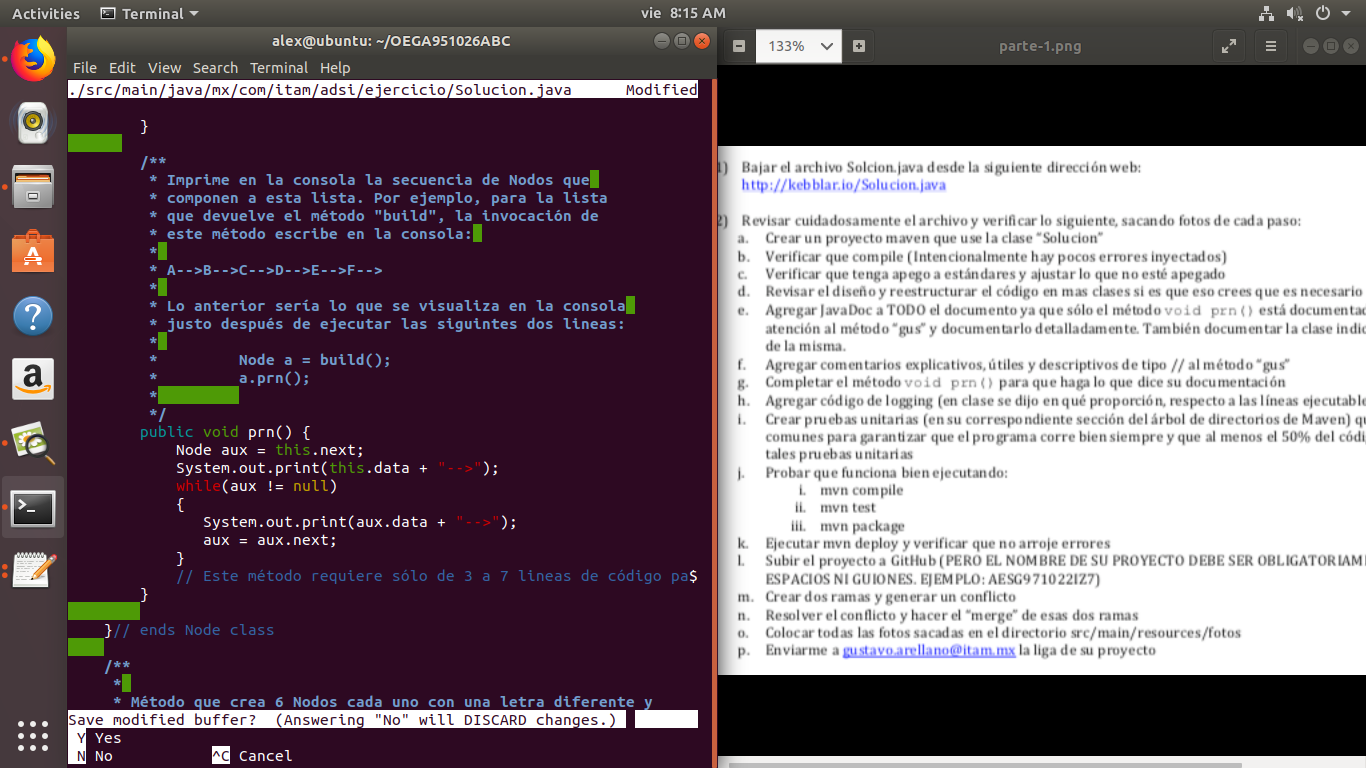 Activities Terminal vie 8:15 AM
alex@ubuntu: ~/OEGA951026ABC
File Edit View Search Terminal Help
./src/main/java/mx/com/itam/adsi/ejercicio/Solucion.java Modified
}
/**
* Imprime en la consola la secuencia de Nodos que
* componen a esta lista. Por ejemplo, para la lista
* que devuelve el método "build", la invocación de
* este método escribe en la consola:
*
* A-->B-->C-->D-->E-->F-->
*
* Lo anterior sería lo que se visualiza en la consola
* justo después de ejecutar las siguintes dos lineas:
*
* Node a = build();
* a.prn();
*
*/
public void prn() {
Node aux = this.next;
System.out.print(this.data + "-->");
while(aux != null)
{
System.out.print(aux.data + "-->");
aux = aux.next;
}
// Este método requiere sólo de 3 a 7 lineas de código pa$
}
}// ends Node class
/**
*
* Método que crea 6 Nodos cada uno con una letra diferente y
Save modified buffer? (Answering "No" will DISCARD changes.)
Y Yes
N No ^C Cancel
133% parte-1.png
1) Bajar el archivo Solcion.java desde la siguiente dirección web:
http://kebblar.io/Solucion.java
2) Revisar cuidadosamente el archivo y verificar lo siguiente, sacando fotos de cada paso:
a. Crear un proyecto maven que use la clase “Solucion”
b. Verificar que compile (Intencionalmente hay pocos errores inyectados)
c. Verificar que tenga apego a estándares y ajustar lo que no esté apegado
d. Revisar el diseño y reestructurar el código en mas clases si es que eso crees que es necesario
e. Agregar JavaDoc a TODO el documento ya que sólo el método void prn() está documentad
atención al método “gus” y documentarlo detalladamente. También documentar la clase indic
de la misma.
f. Agregar comentarios explicativos, útiles y descriptivos de tipo // al método “gus”
g. Completar el método void prn() para que haga lo que dice su documentación
h. Agregar código de logging (en clase se dijo en qué proporción, respecto a las líneas ejecutable
i. Crear pruebas unitarias (en su correspondiente sección del árbol de directorios de Maven) qu
comunes para garantizar que el programa corre bien siempre y que al menos el 50% del códi
tales pruebas unitarias
j. Probar que funciona bien ejecutando:
i. mvn compile
ii. mvn test
iii. mvn package
k. Ejecutar mvn deploy y verificar que no arroje errores
l. Subir el proyecto a GitHub (PERO EL NOMBRE DE SU PROYECTO DEBE SER OBLIGATORIAM
ESPACIOS NI GUIONES. EJEMPLO: AESG971022IZ7)
m. Crear dos ramas y generar un conflicto
n. Resolver el conflicto y hacer el “merge” de esas dos ramas
o. Colocar todas las fotos sacadas en el directorio src/main/resources/fotos
p. Enviarme a gustavo.arellano@itam.mx la liga de su proyecto